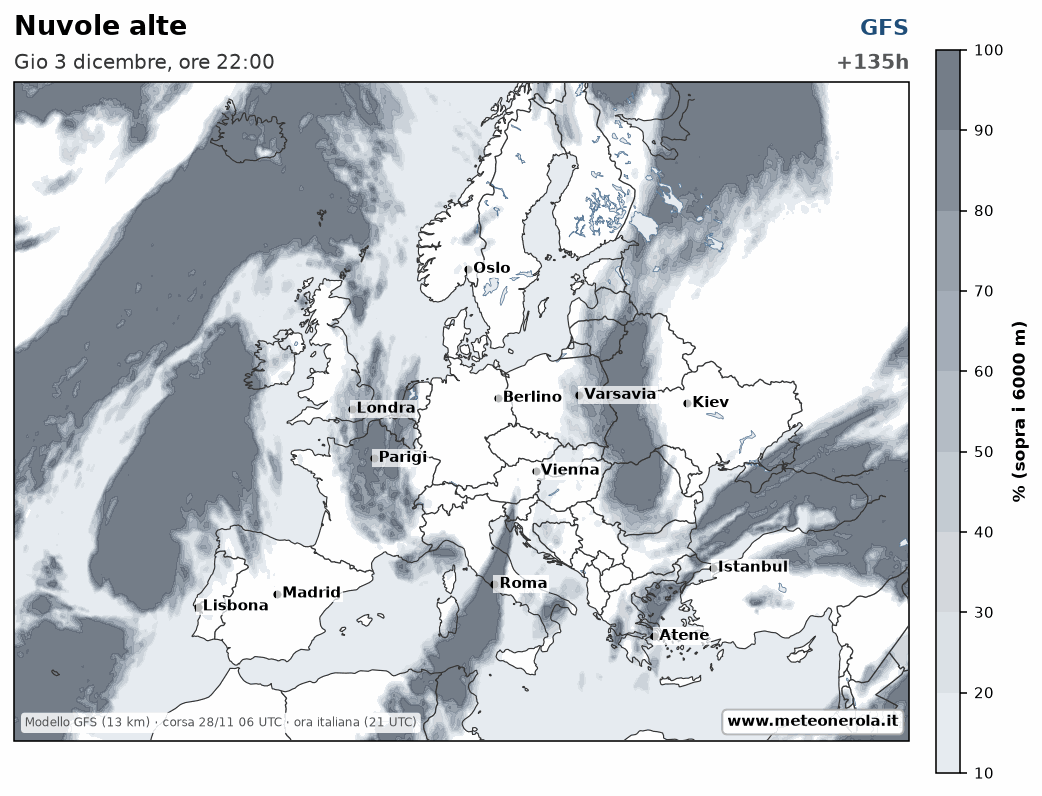 Nuvole alte
GFS
Gio 3 dicembre, ore 22:00
+135h
100
90
80
70
60
50
40
30
20
10
% (sopra i 6000 m)
Oslo
Londra
Berlino
Varsavia
Kiev
Parigi
Vienna
Istanbul
Roma
Madrid
Lisbona
Atene
Modello GFS (13 km) · corsa 28/11 06 UTC · ora italiana (21 UTC)
www.meteonerola.it